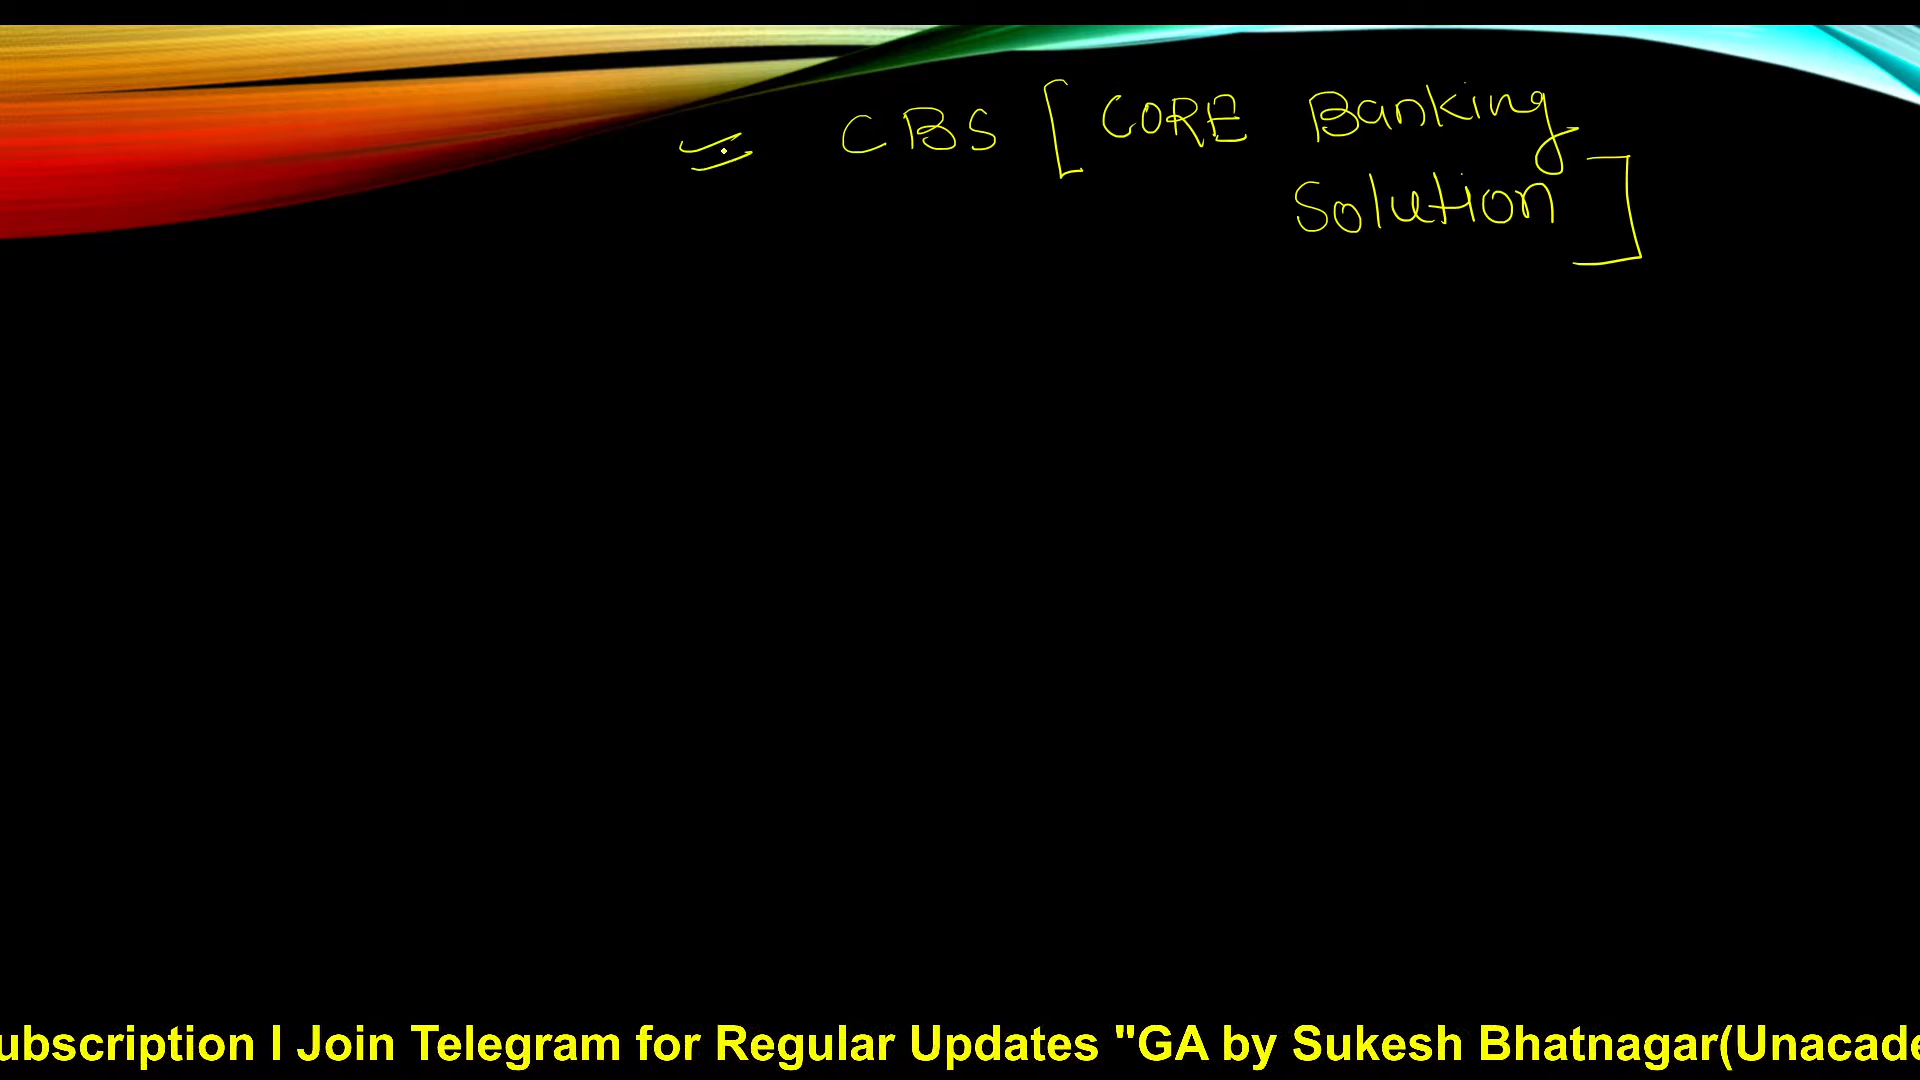 = CBS [CORE Banking
Solution]
ubscription I Join Telegram for Regular Updates "GA by Sukesh Bhatnagar(Unacade